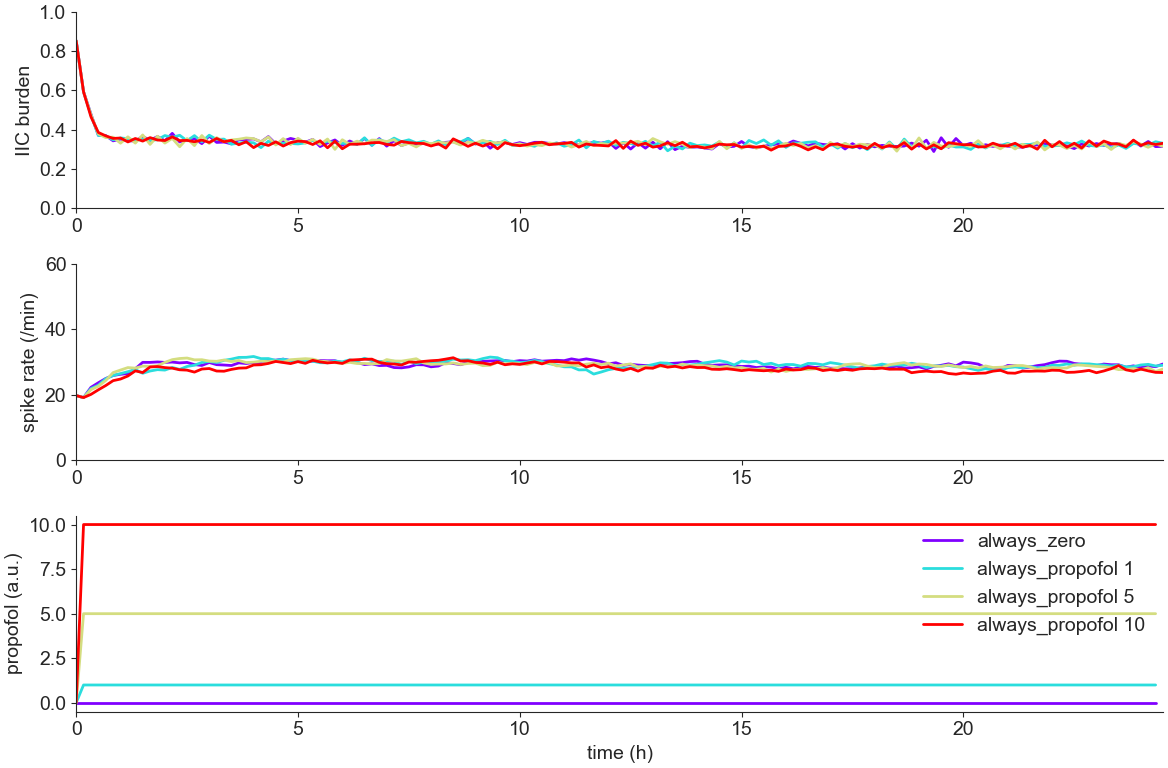 1.0
0.8
0.6
0.4
0.2
0.0
IIC burden
0 5 10 15 20
60
40
20
0
spike rate (/min)
0 5 10 15 20
10.0
7.5
5.0
2.5
0.0
propofol (a.u.)
always_zero
always_propofol 1
always_propofol 5
always_propofol 10
0 5 10 15 20
time (h)